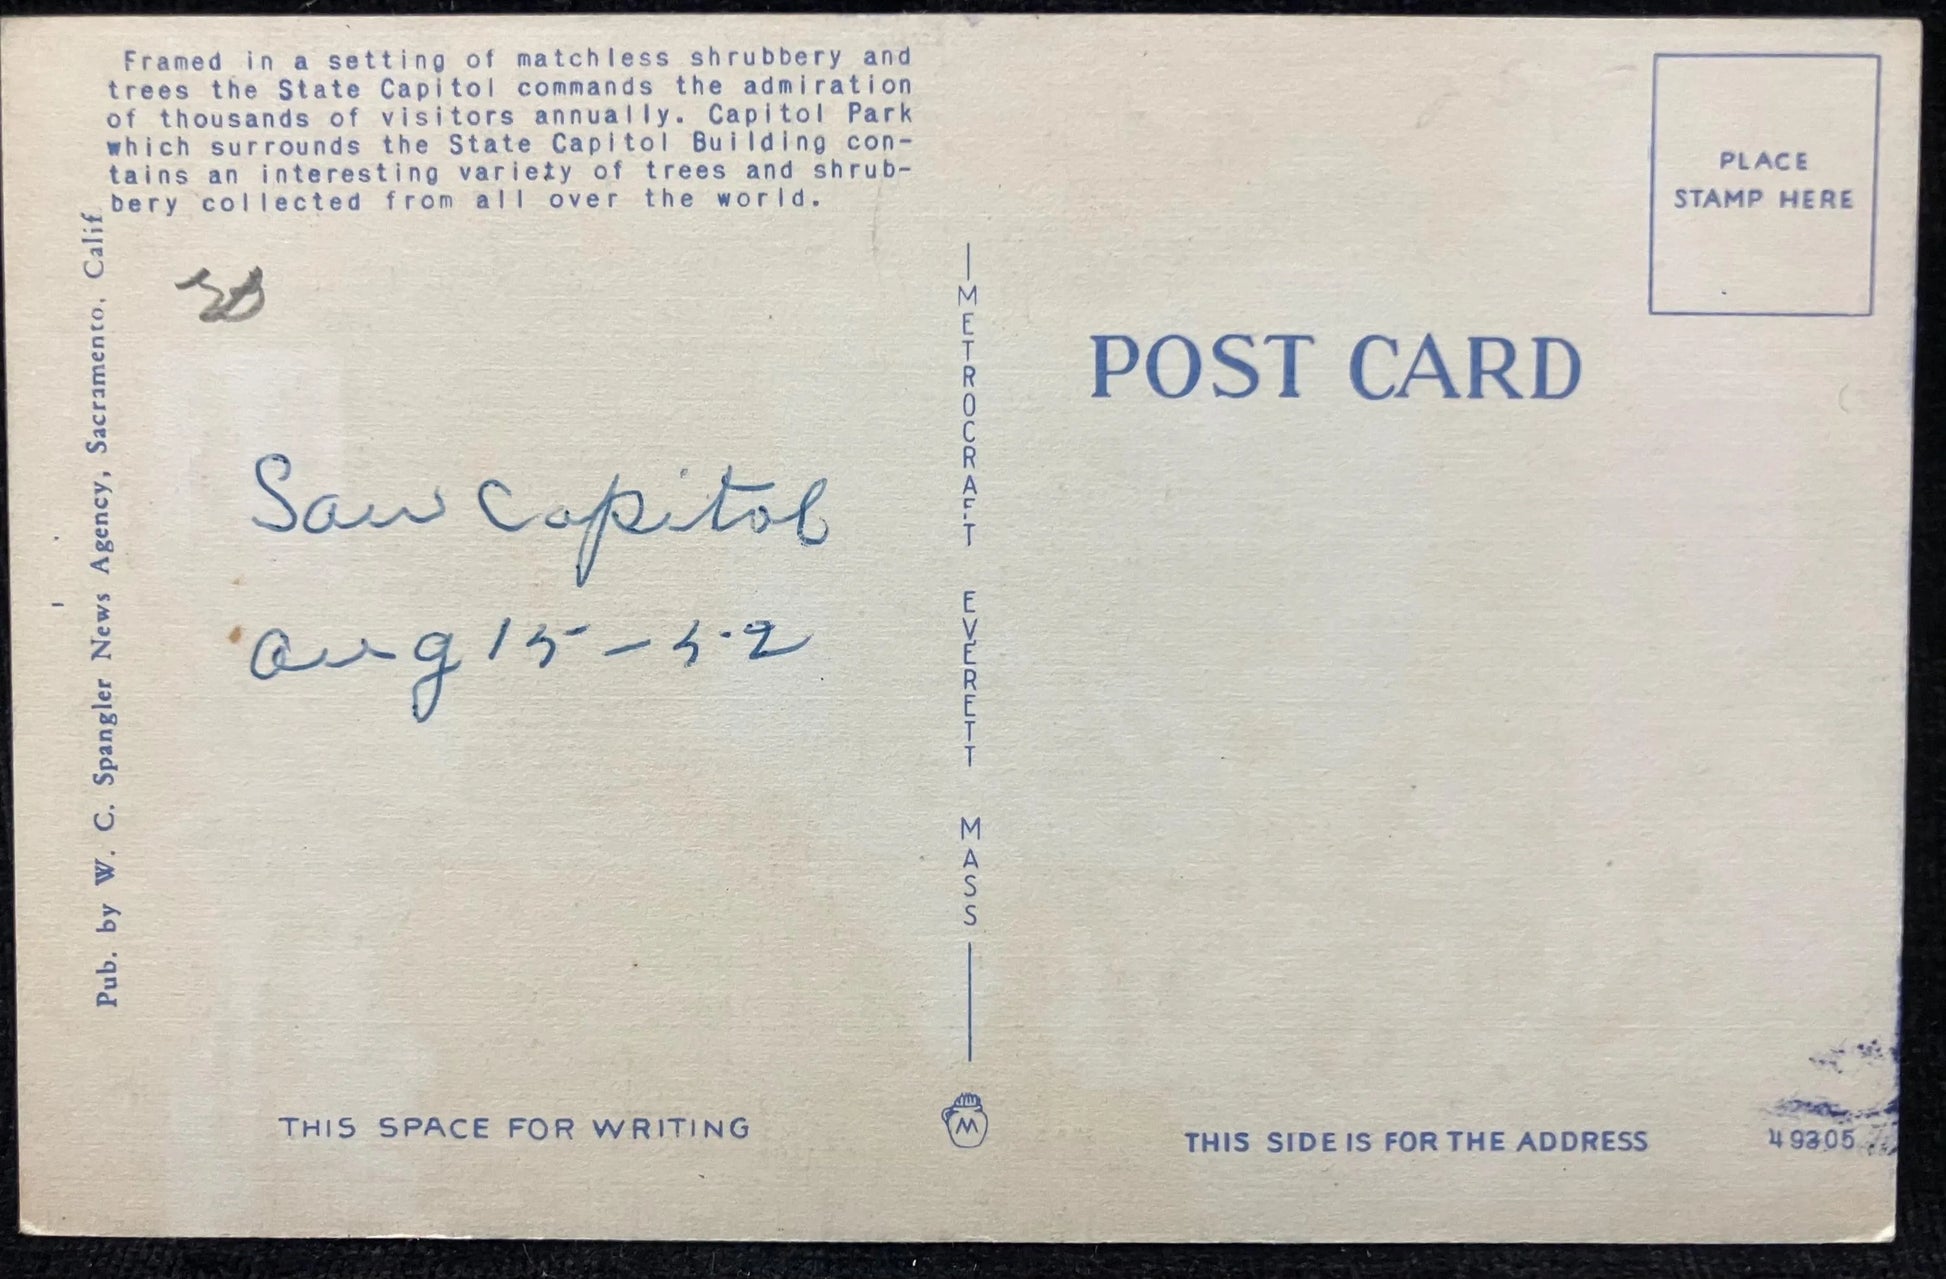 Framed in a setting of matchless shrubbery and
trees the State Capitol commands the admiration
of thousands of visitors annually. Capitol Park
which surrounds the State Capitol Building con-
tains an interesting variety of trees and shrub-
bery collected from all over the world.
Pub. by W. C. Spangler News Agency, Sacramento, Calif.
Saw Capitol
Aug 15-52
THIS SPACE FOR WRITING
METROCRAFT EVERETT MASS
M
PLACE
STAMP HERE
POST CARD
THIS SIDE IS FOR THE ADDRESS
49305